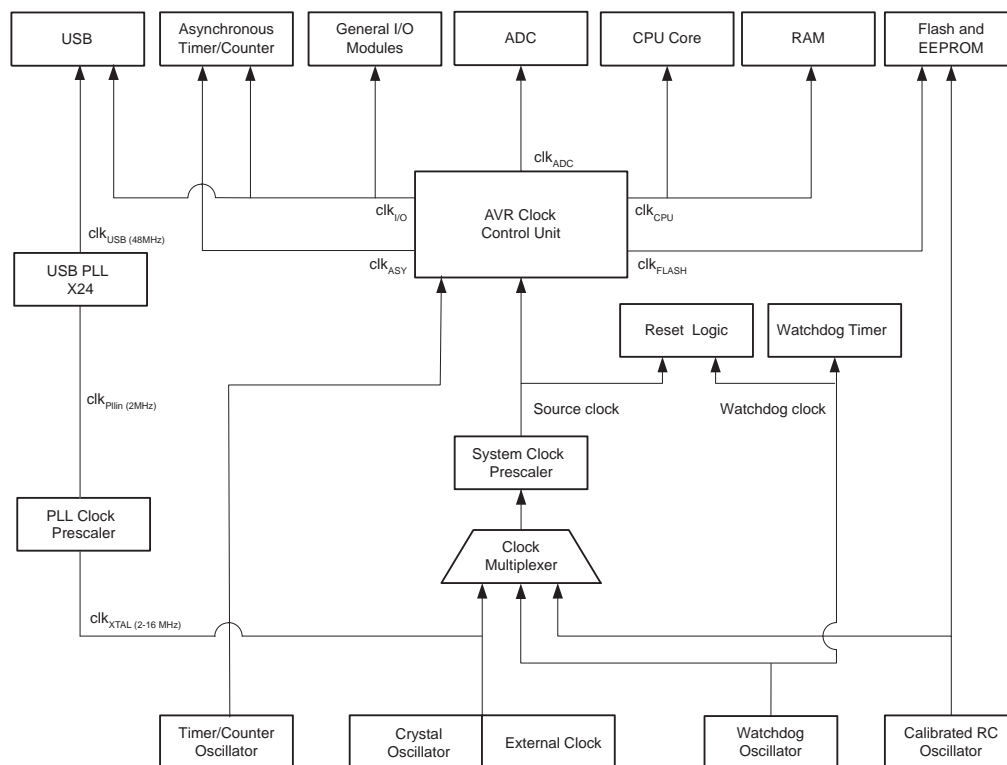 USB
Asynchronous
Timer/Counter
General I/O
Modules
ADC
CPU Core
RAM
Flash and
EEPROM
clkADC
clkI/O
AVR Clock
Control Unit
clkCPU
clkUSB (48MHz)
clkASY
clkFLASH
USB PLL
X24
Reset Logic
Watchdog Timer
clkPllin (2MHz)
Source clock
Watchdog clock
System Clock
Prescaler
PLL Clock
Prescaler
Clock
Multiplexer
clkXTAL (2-16 MHz)
Timer/Counter
Oscillator
Crystal
Oscillator
External Clock
Watchdog
Oscillator
Calibrated RC
Oscillator